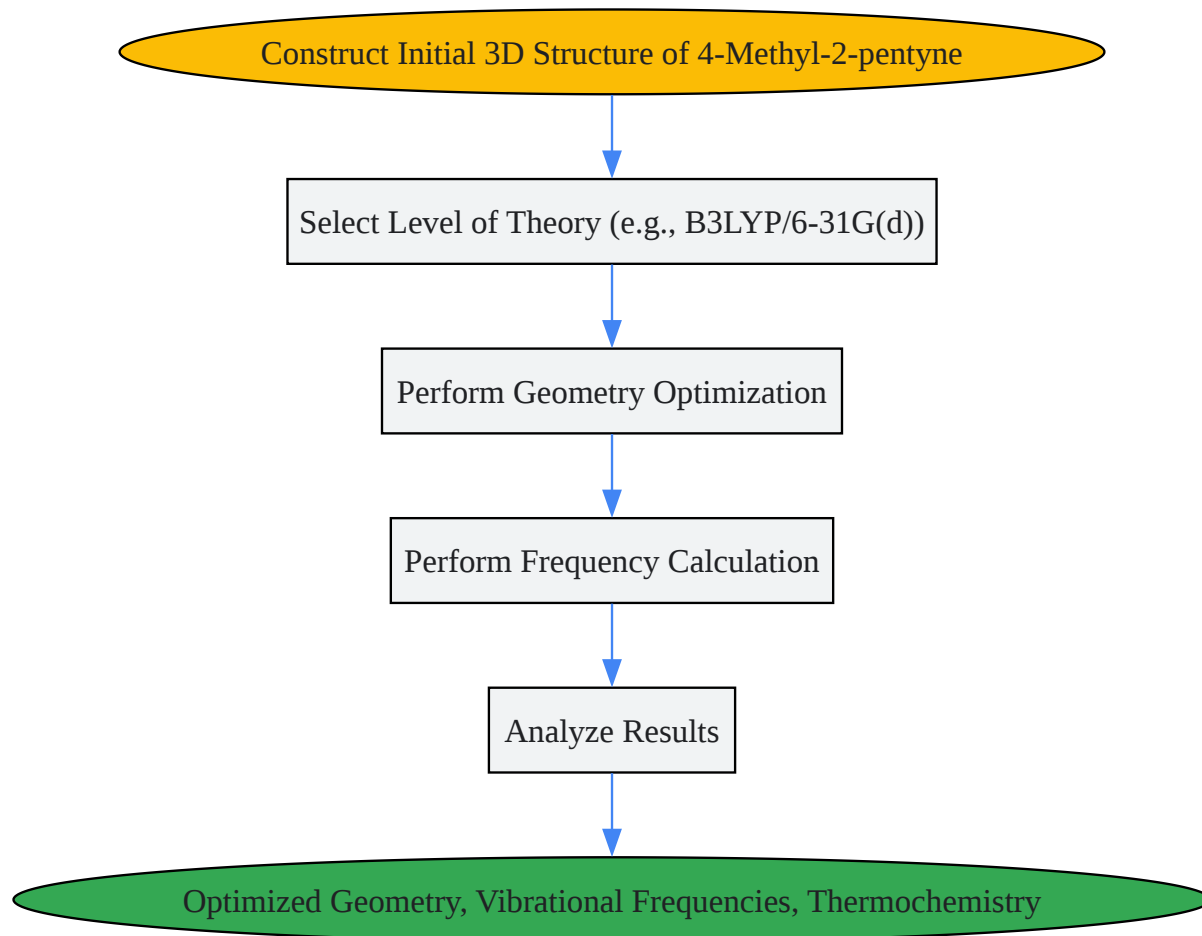 Construct Initial 3D Structure of 4-Methyl-2-pentyne
Select Level of Theory (e.g., B3LYP/6-31G(d))
Perform Geometry Optimization
Perform Frequency Calculation
Analyze Results
Optimized Geometry, Vibrational Frequencies, Thermochemistry